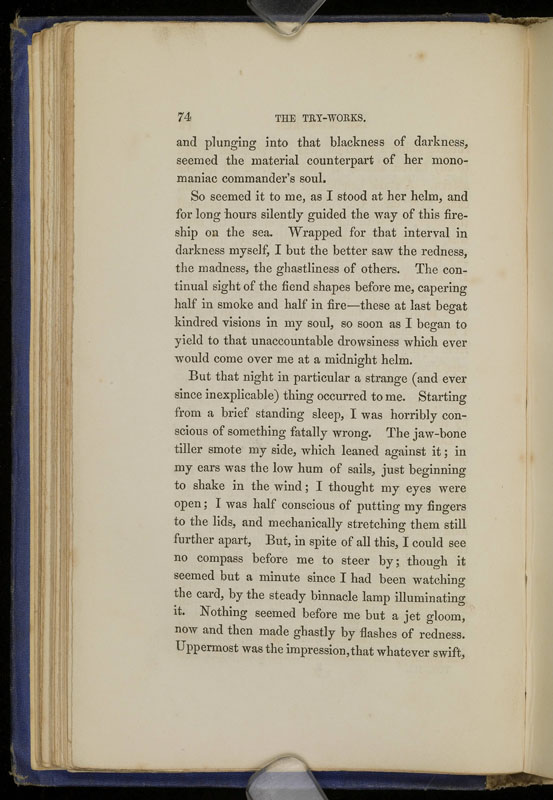 74 THE TRY-WORKS.
and plunging into that blackness of darkness,
seemed the material counterpart of her mono-
maniac commander's soul.
So seemed it to me, as I stood at her helm, and
for long hours silently guided the way of this fire-
ship on the sea. Wrapped for that interval in
darkness myself, I but the better saw the redness,
the madness, the ghastliness of others. The con-
tinual sight of the fiend shapes before me, capering
half in smoke and half in fire—these at last begat
kindred visions in my soul, so soon as I began to
yield to that unaccountable drowsiness which ever
would come over me at a midnight helm.
But that night in particular a strange (and ever
since inexplicable) thing occurred to me. Starting
from a brief standing sleep, I was horribly con-
scious of something fatally wrong. The jaw-bone
tiller smote my side, which leaned against it; in
my ears was the low hum of sails, just beginning
to shake in the wind; I thought my eyes were
open; I was half conscious of putting my fingers
to the lids, and mechanically stretching them still
further apart, But, in spite of all this, I could see
no compass before me to steer by; though it
seemed but a minute since I had been watching
the card, by the steady binnacle lamp illuminating
it. Nothing seemed before me but a jet gloom,
now and then made ghastly by flashes of redness.
Uppermost was the impression, that whatever swift,